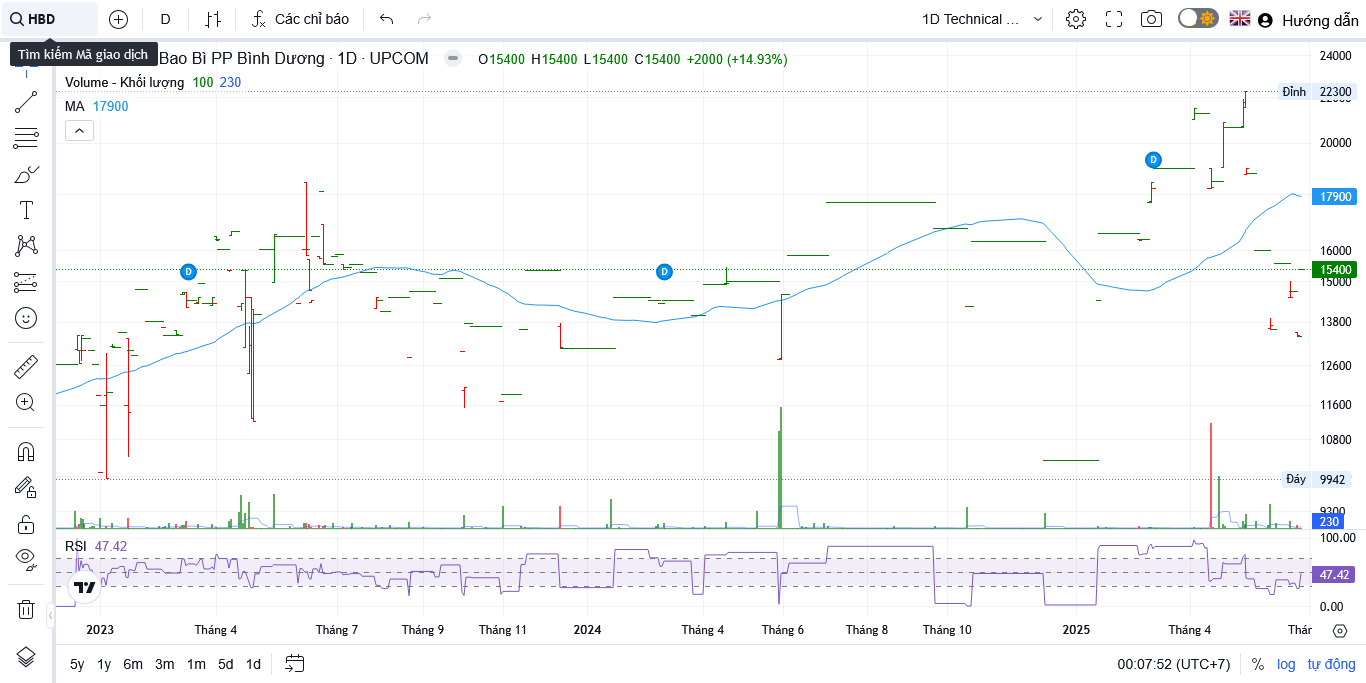 HBD
D
Các chỉ báo
1D Technical ...
Hướng dẫn
Tìm kiếm Mã giao dịch
Bao Bì PP Bình Dương · 1D · UPCOM
O15400 H15400 L15400 C15400 +2000 (+14.93%)
Volume - Khối lượng 100 230
MA 17900
24000
Đỉnh 22300
20000
17900
16000
15400
15000
13800
12600
11600
10800
Đáy 9942
9300
230
RSI 47.42
100.00
47.42
0.00
D
D
D
2023
Tháng 4
Tháng 7
Tháng 9
Tháng 11
2024
Tháng 4
Tháng 6
Tháng 8
Tháng 10
2025
Tháng 4
Thár
5y 1y 6m 3m 1m 5d 1d
00:07:52 (UTC+7)
% log tự động